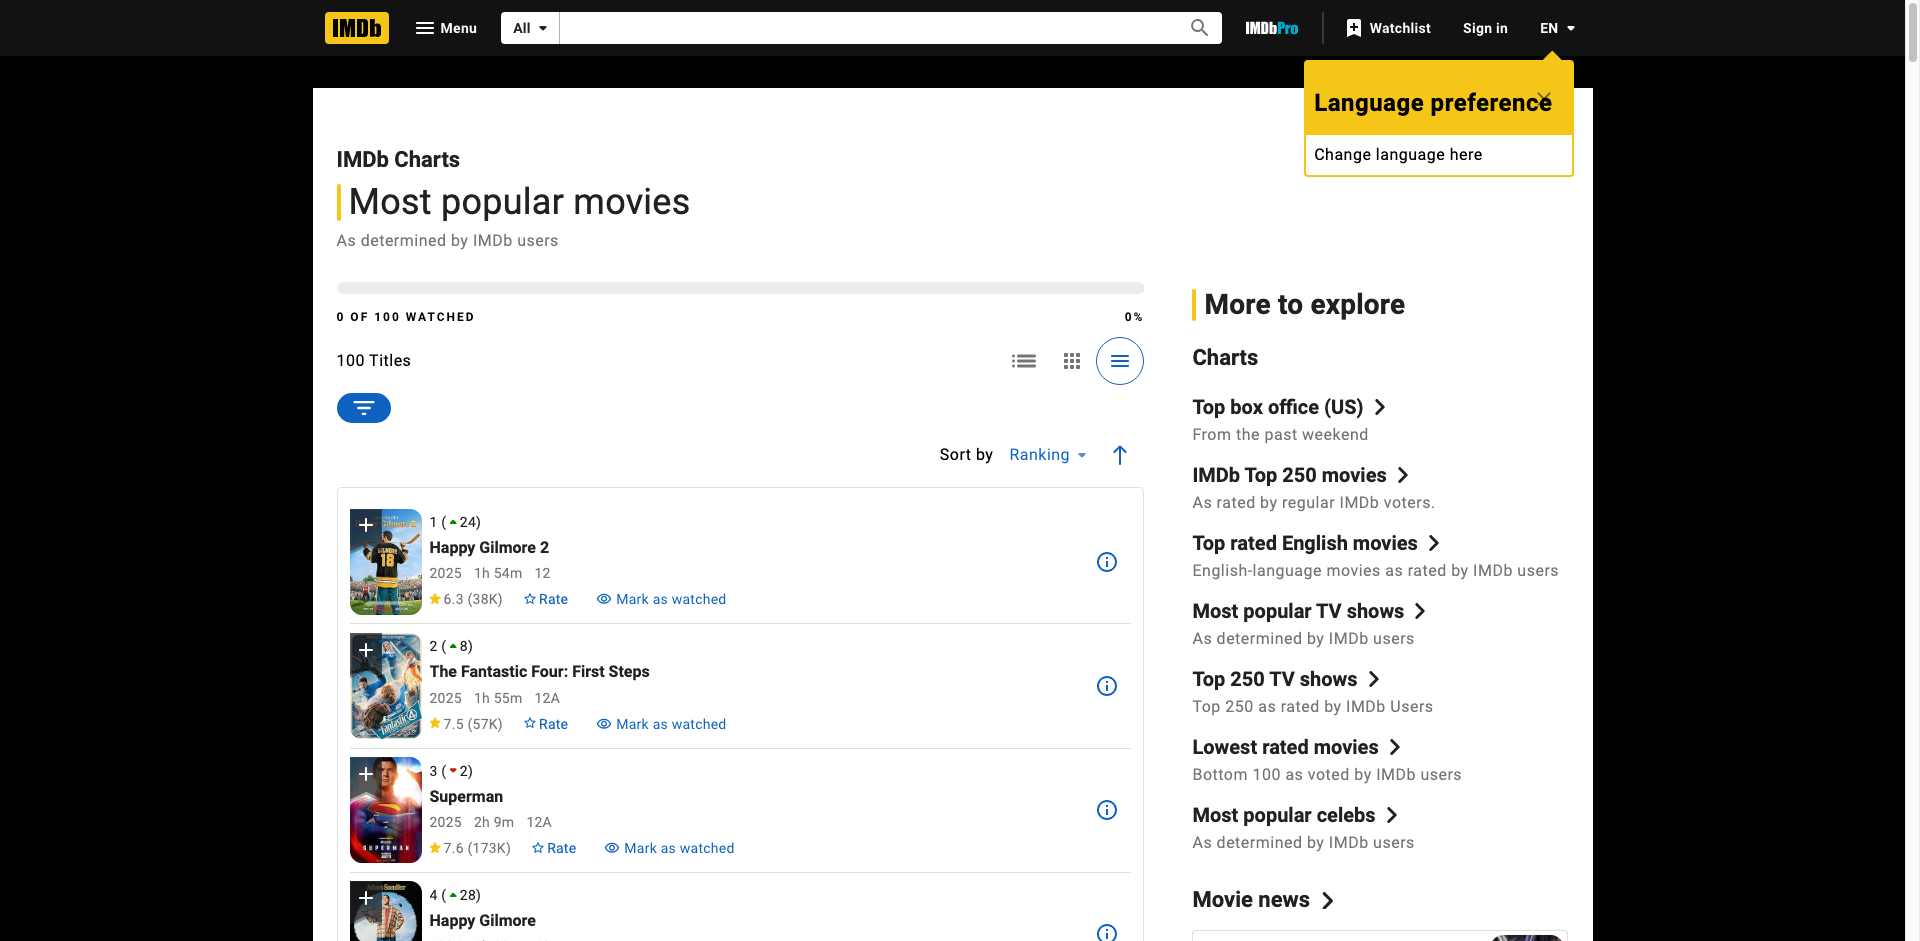 IMDb
Menu
All
IMDbPro
Watchlist
Sign in
EN
Language preference
Change language here
IMDb Charts
Most popular movies
As determined by IMDb users
0 OF 100 WATCHED
0%
100 Titles
Sort by
Ranking
1 (24)
Happy Gilmore 2
2025 1h 54m 12
6.3 (38K) Rate Mark as watched
2 (8)
The Fantastic Four: First Steps
2025 1h 55m 12A
7.5 (57K) Rate Mark as watched
3 (2)
Superman
2025 2h 9m 12A
7.6 (173K) Rate Mark as watched
SUPERMAN
4 (28)
Happy Gilmore
More to explore
Charts
Top box office (US)
From the past weekend
IMDb Top 250 movies
As rated by regular IMDb voters.
Top rated English movies
English-language movies as rated by IMDb users
Most popular TV shows
As determined by IMDb users
Top 250 TV shows
Top 250 as rated by IMDb Users
Lowest rated movies
Bottom 100 as voted by IMDb users
Most popular celebs
As determined by IMDb users
Movie news